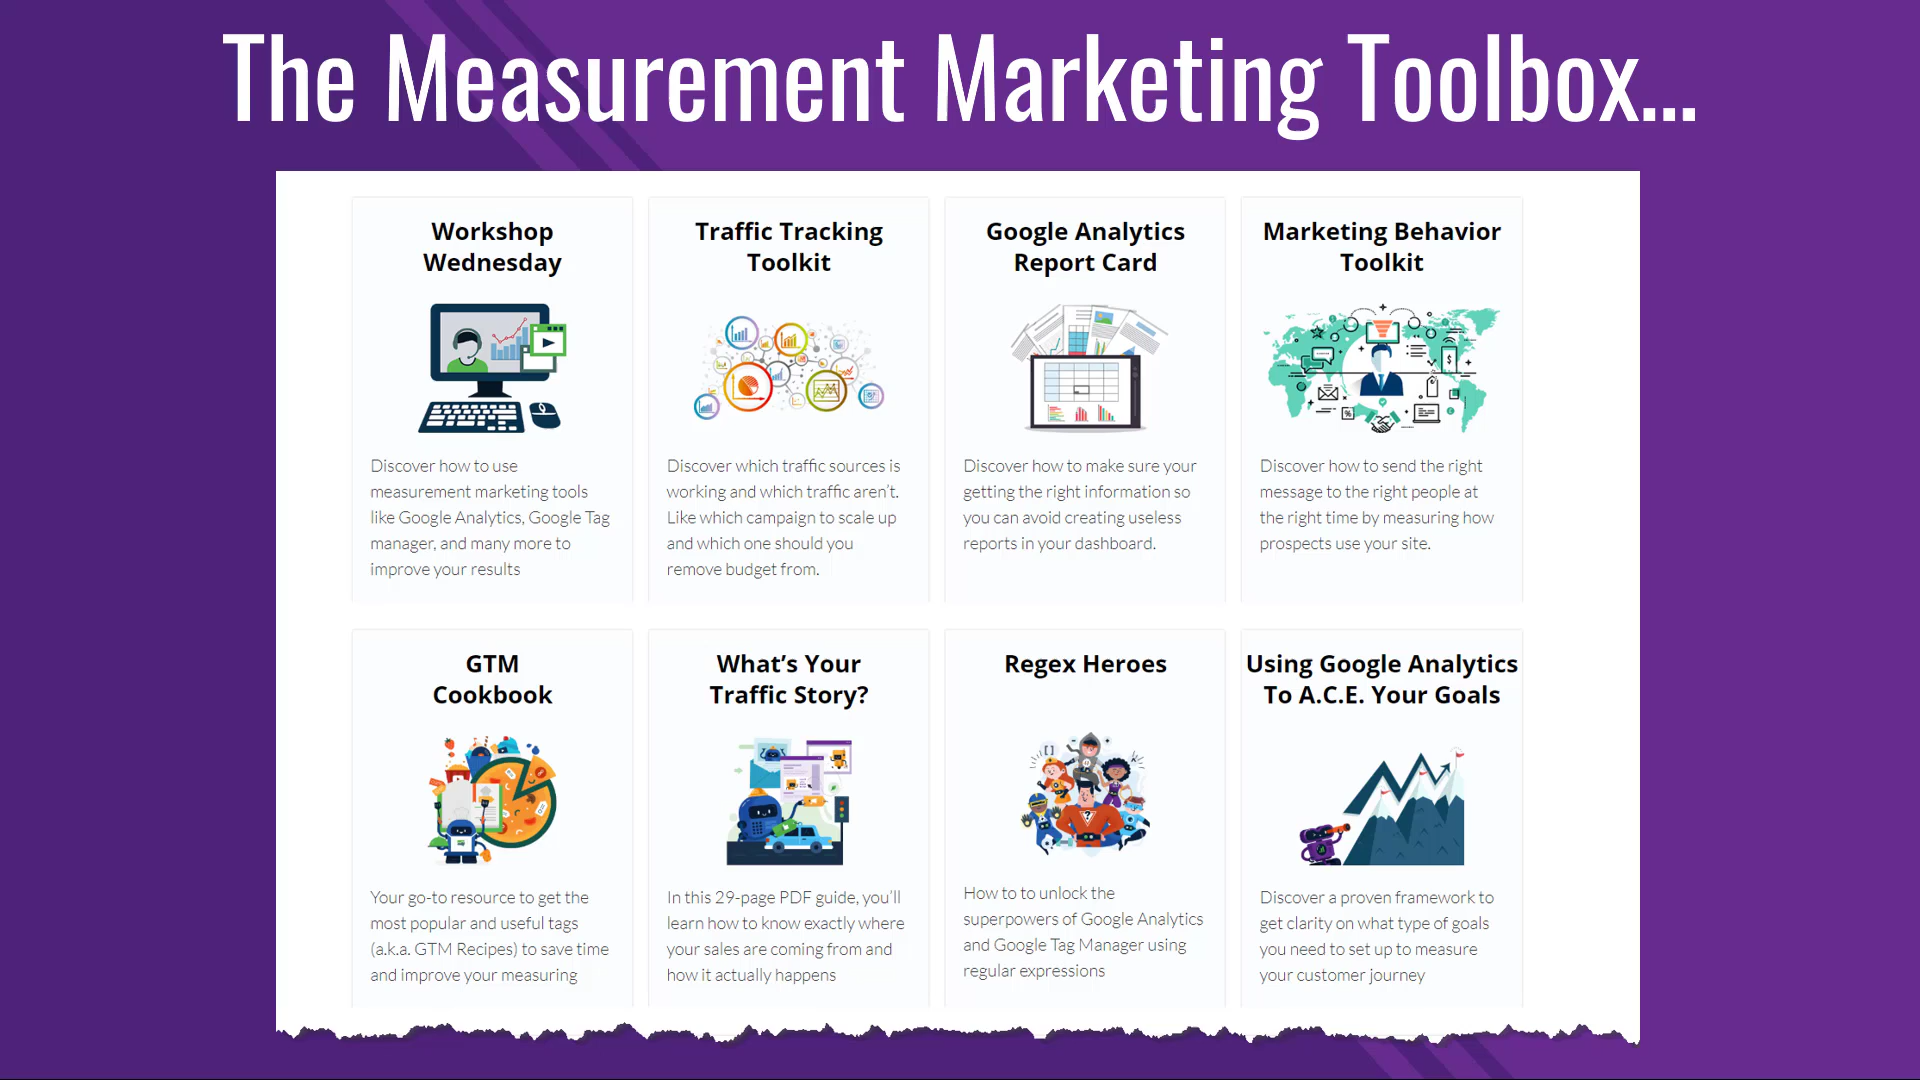 The Measurement Marketing Toolbox...
Workshop
Wednesday
Discover how to use
measurement marketing tools
like Google Analytics, Google Tag
manager, and many more to
improve your results
Traffic Tracking
Toolkit
Discover which traffic sources is
working and which traffic aren’t.
Like which campaign to scale up
and which one should you
remove budget from.
Google Analytics
Report Card
Discover how to make sure your
getting the right information so
you can avoid creating useless
reports in your dashboard.
Marketing Behavior
Toolkit
Discover how to send the right
message to the right people at
the right time by measuring how
prospects use your site.
GTM
Cookbook
Your go-to resource to get the
most popular and useful tags
(a.k.a. GTM Recipes) to save time
and improve your measuring
What’s Your
Traffic Story?
In this 29-page PDF guide, you’ll
learn how to know exactly where
your sales are coming from and
how it actually happens
Regex Heroes
How to to unlock the
superpowers of Google Analytics
and Google Tag Manager using
regular expressions
Using Google Analytics
To A.C.E. Your Goals
Discover a proven framework to
get clarity on what type of goals
you need to set up to measure
your customer journey